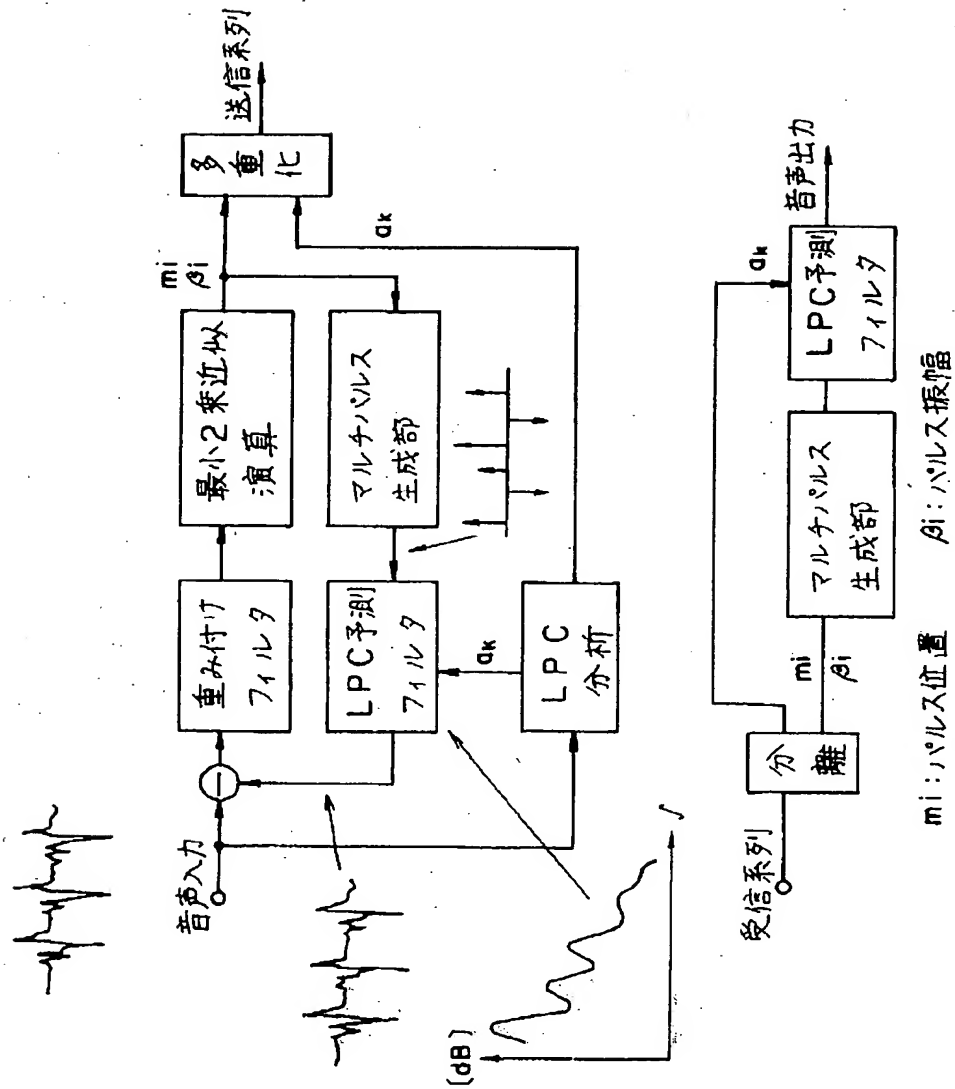 音声入力
重み付け
フィルタ
最小2乗近似
演算
mi
βi
多
重
化
送信系列
LPC予測
フィルタ
マルチパルス
生成部
ak
ak
LPC
分析
[dB]
f
受信系列
分
離
mi
βi
マルチパルス
生成部
ak
LPC予測
フィルタ
音声出力
mi：パルス位置
βi：パルス振幅